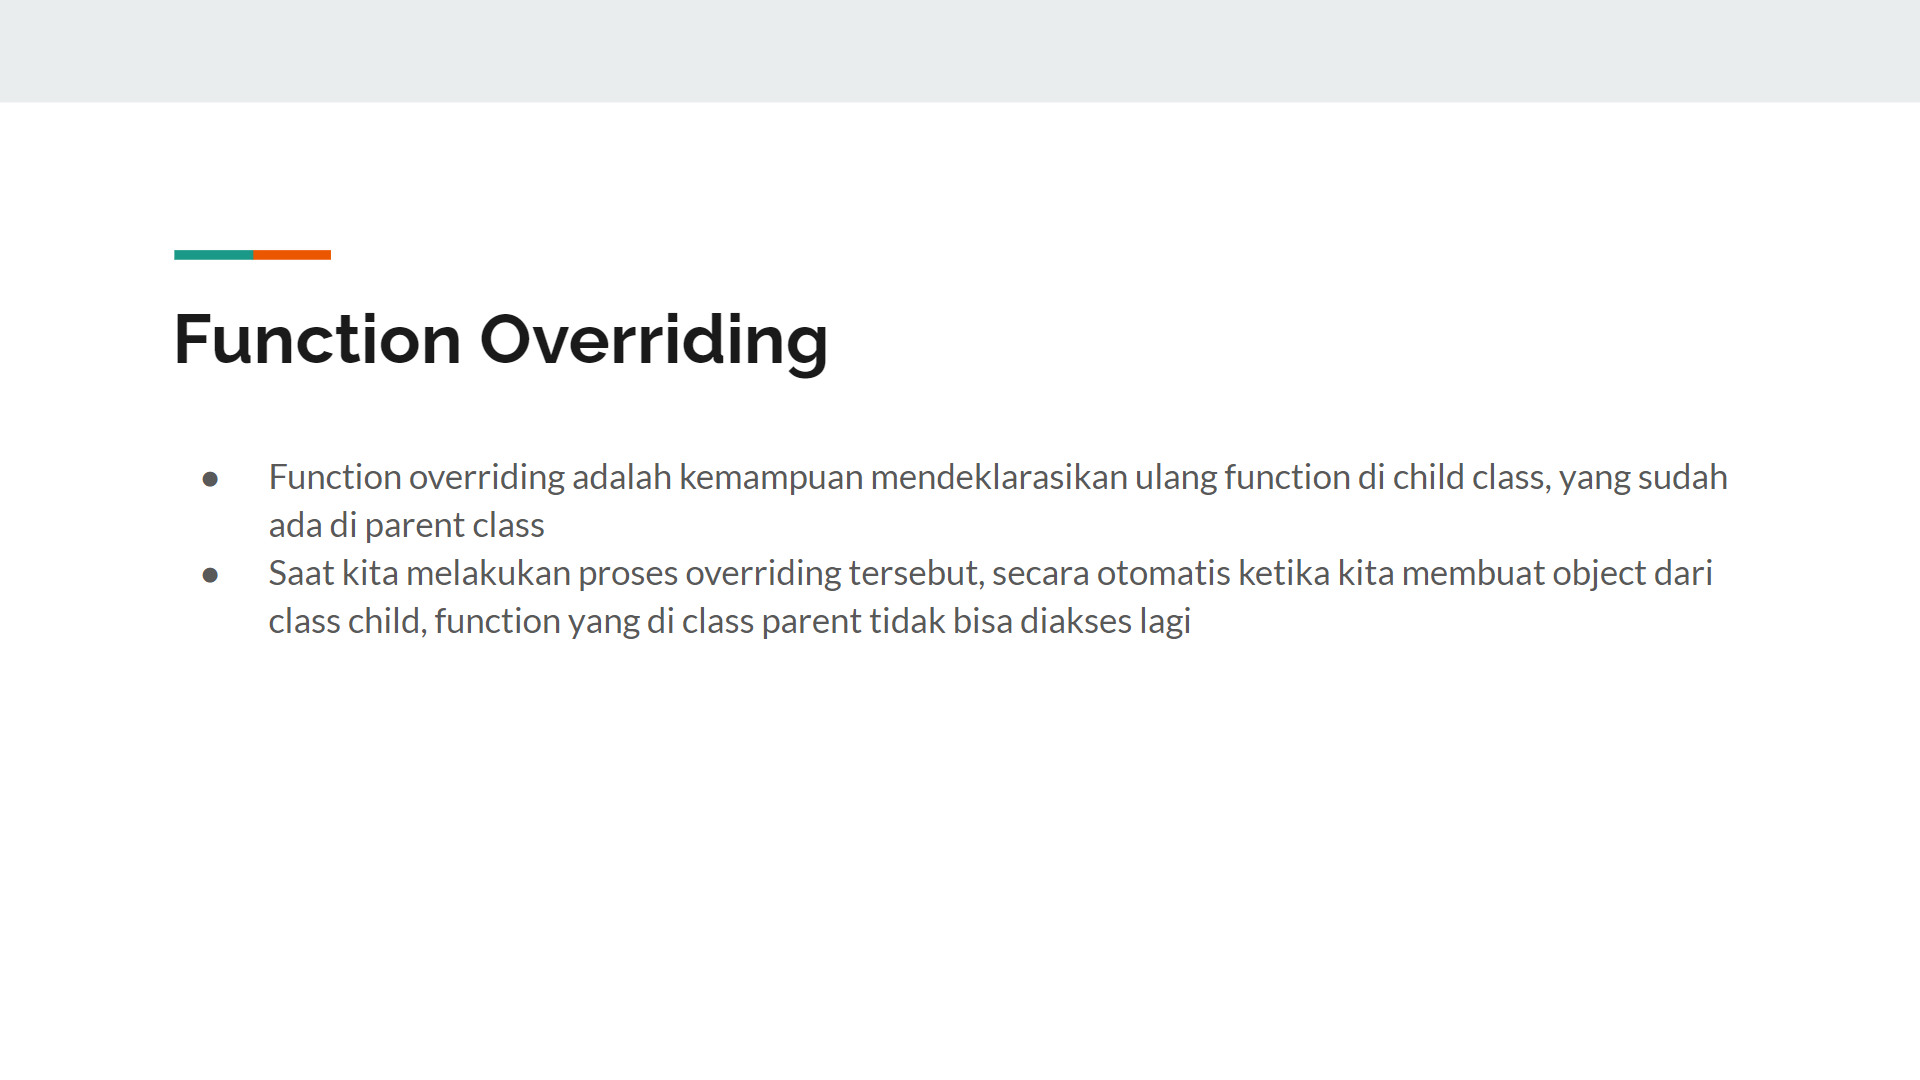 Function Overriding
● Function overriding adalah kemampuan mendeklarasikan ulang function di child class, yang sudah
ada di parent class
● Saat kita melakukan proses overriding tersebut, secara otomatis ketika kita membuat object dari
class child, function yang di class parent tidak bisa diakses lagi